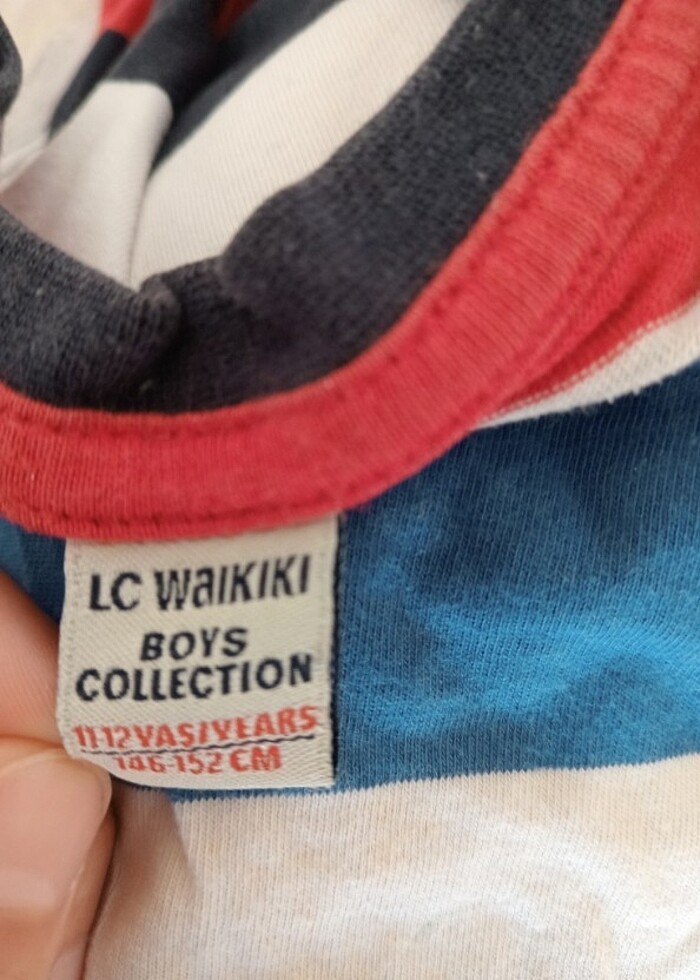 LC WaIKIKI
BOYS
COLLECTION
11-12 YAŞ/YEARS
146-152 CM